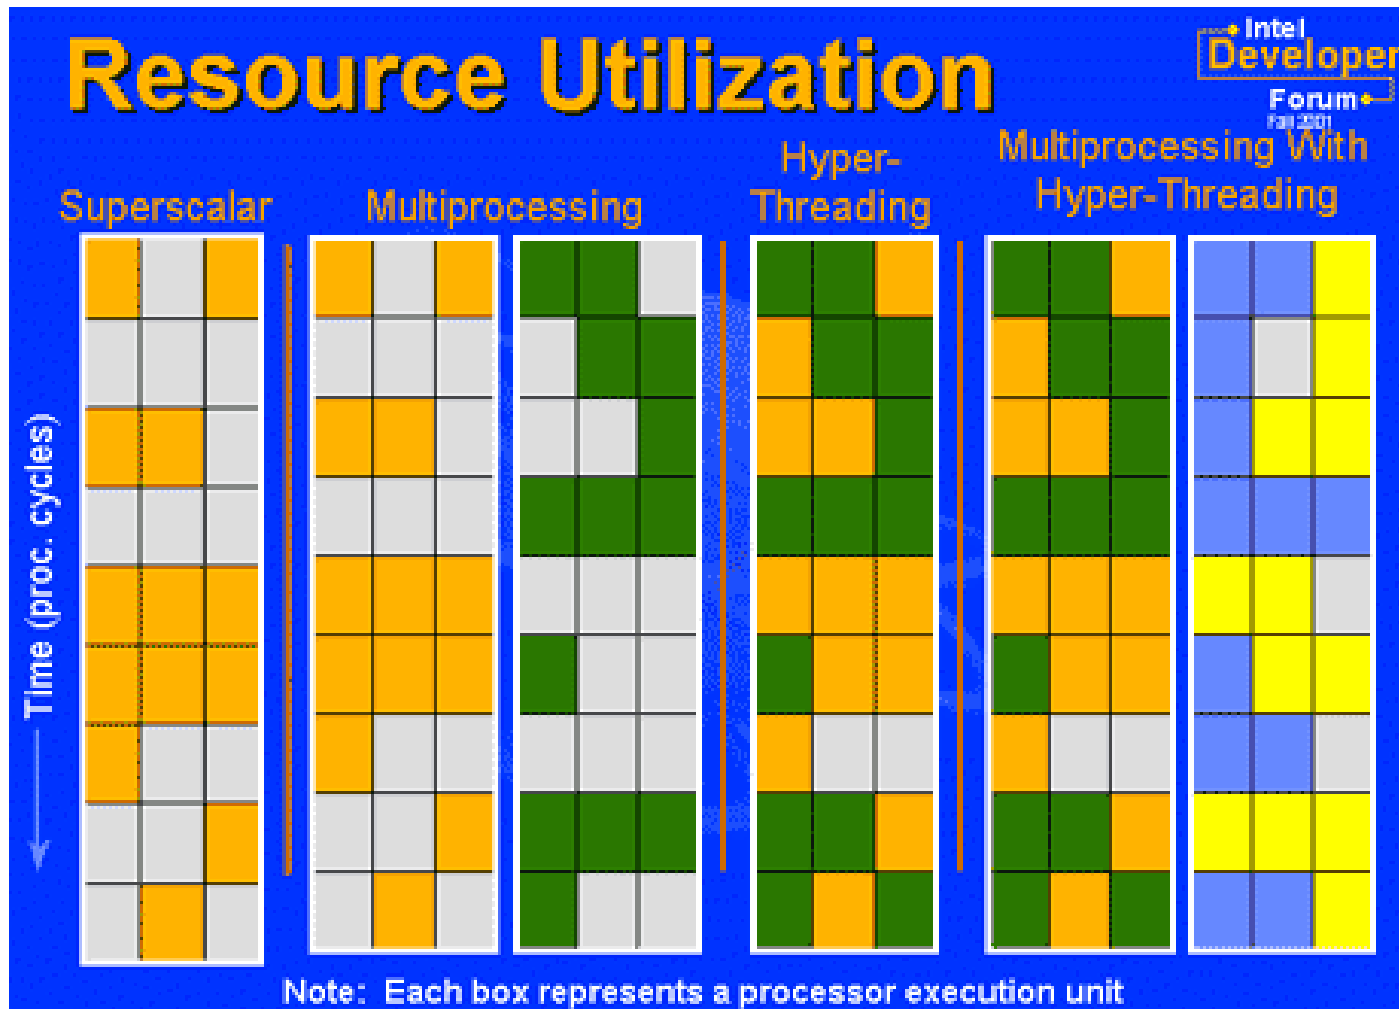 Resource Utilization
Intel
Developer
Forum
Fall 2001
Superscalar
Multiprocessing
Hyper-
Threading
Multiprocessing With
Hyper-Threading
Time (proc. cycles)
Note: Each box represents a processor execution unit